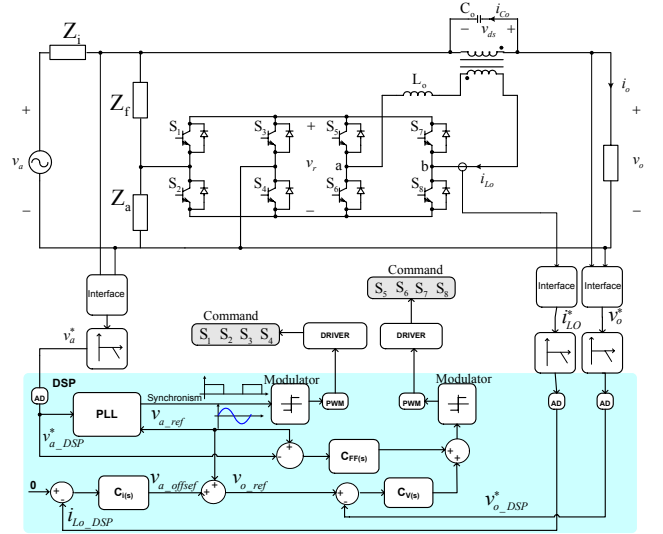 C_o i_Co
− v_ds +
Z_i
L_o
i_o
Z_f
S_1 S_3 + S_5 S_7
+ + 
v_a v_r a b v_o
S_2 S_4 − S_6 S_8 i_Lo
− −
Z_a
Interface
Command
S_5 S_6 S_7 S_8
Interface Interface
v_a^*
Command
S_1 S_2 S_3 S_4
DRIVER
DRIVER
i_LO^* v_o^*
DSP
AD
Synchronism
Modulator
PWM
PWM
Modulator
AD AD
PLL
v_a_ref
v_a_DSP^*
- +
C_FF(s)
+
+
0
+
-
C_i(s)
v_a_offsef
+
+
v_o_ref
+
-
C_V(s)
v_o_DSP^*
i_Lo_DSP